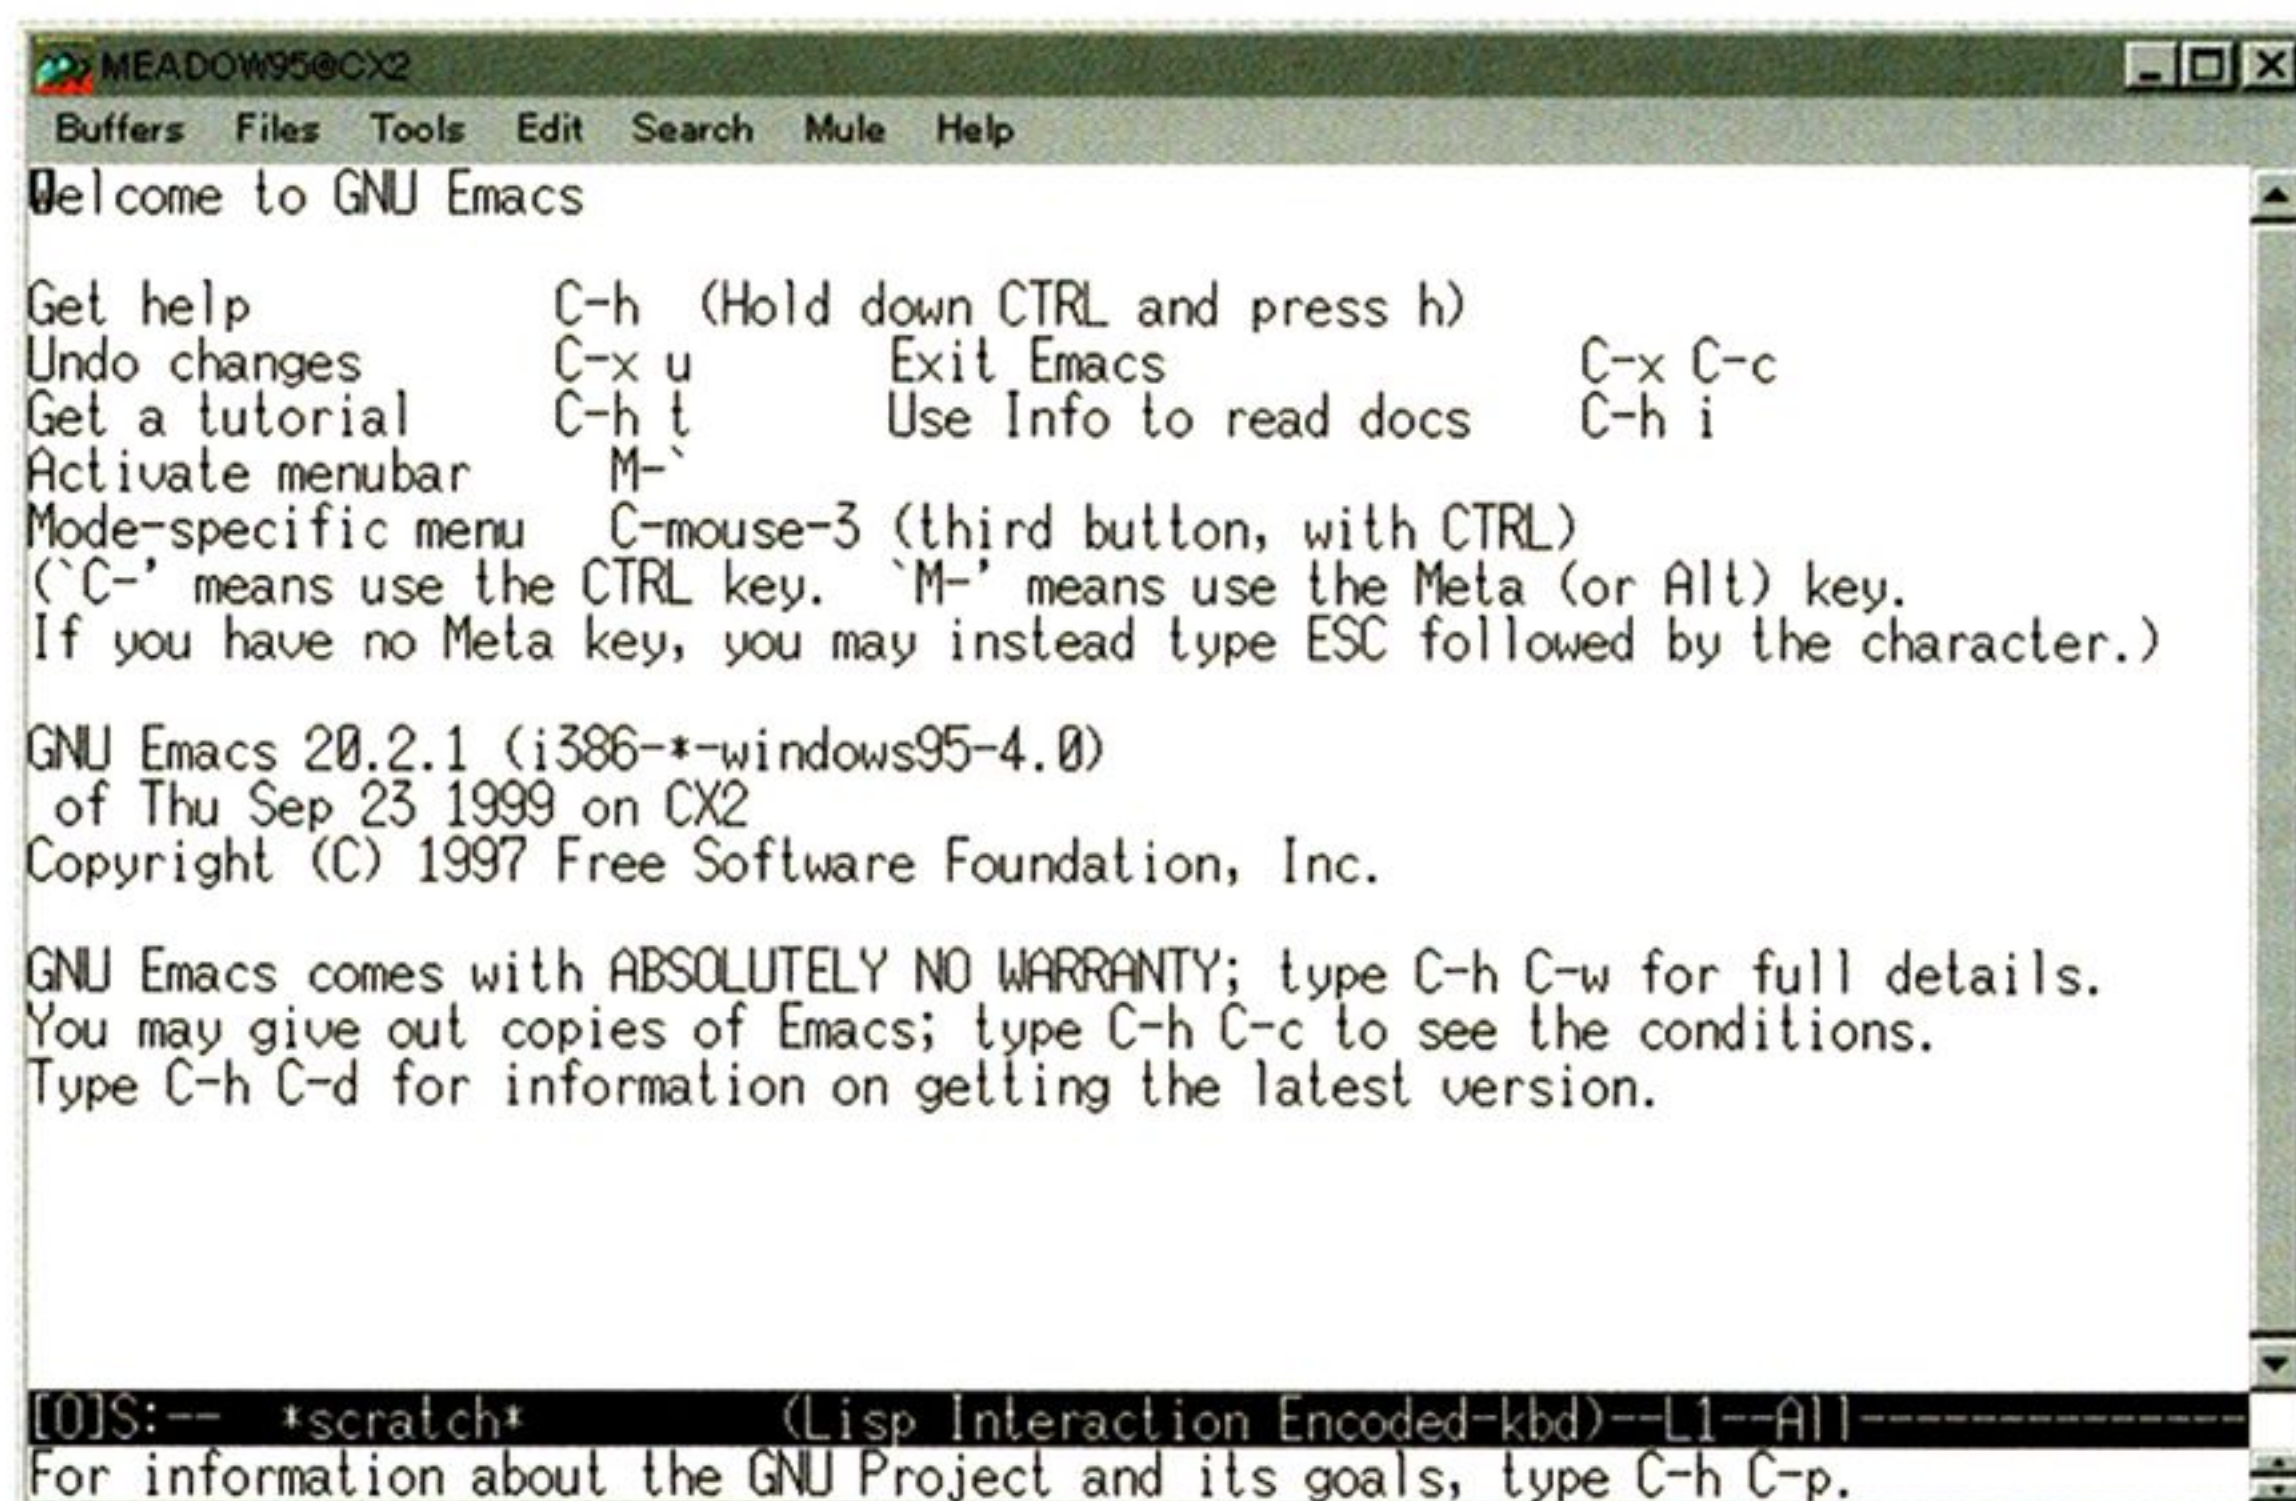 MEADOW95@CX2
Buffers Files Tools Edit Search Mule Help
Welcome to GNU Emacs
Get help C-h (Hold down CTRL and press h)
Undo changes C-x u Exit Emacs C-x C-c
Get a tutorial C-h t Use Info to read docs C-h i
Activate menubar M-`
Mode-specific menu C-mouse-3 (third button, with CTRL)
(`C-' means use the CTRL key. `M-' means use the Meta (or Alt) key.
If you have no Meta key, you may instead type ESC followed by the character.)
GNU Emacs 20.2.1 (i386-*-windows95-4.0)
of Thu Sep 23 1999 on CX2
Copyright (C) 1997 Free Software Foundation, Inc.
GNU Emacs comes with ABSOLUTELY NO WARRANTY; type C-h C-w for full details.
You may give out copies of Emacs; type C-h C-c to see the conditions.
Type C-h C-d for information on getting the latest version.
[O]S:-- *scratch* (Lisp Interaction Encoded-kbd)--L1--All--------------
For information about the GNU Project and its goals, type C-h C-p.